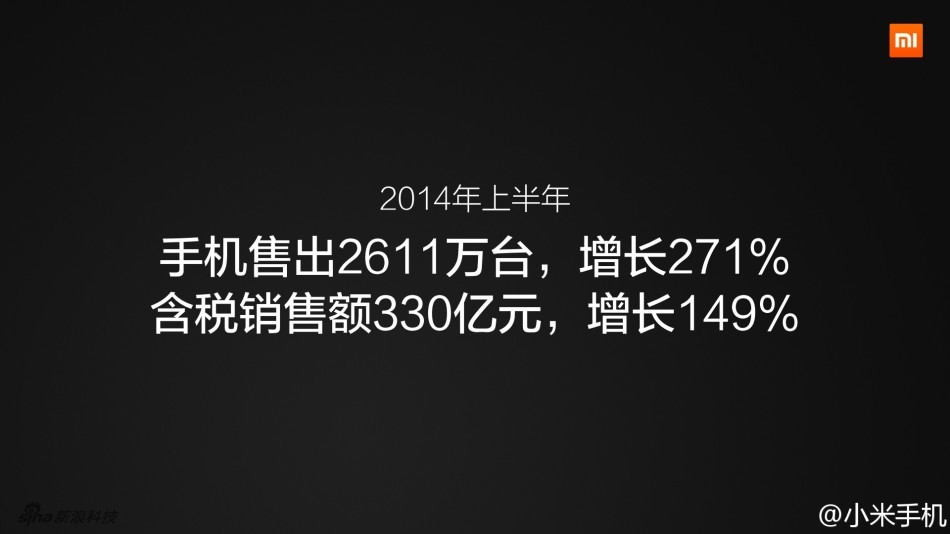 mi
2014年上半年
手机售出2611万台，增长271%
含税销售额330亿元，增长149%
sina新浪科技
@小米手机